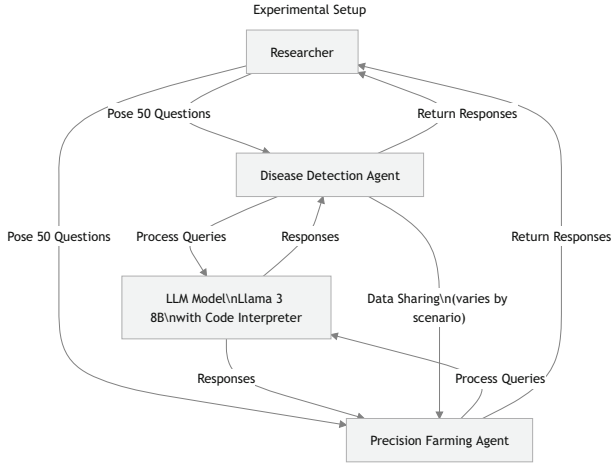 Experimental Setup
Researcher
Pose 50 Questions
Return Responses
Disease Detection Agent
Pose 50 Questions
Process Queries
Responses
Return Responses
LLM Model\nLlama 3
8B\nwith Code Interpreter
Data Sharing\n(varies by
scenario)
Responses
Process Queries
Precision Farming Agent